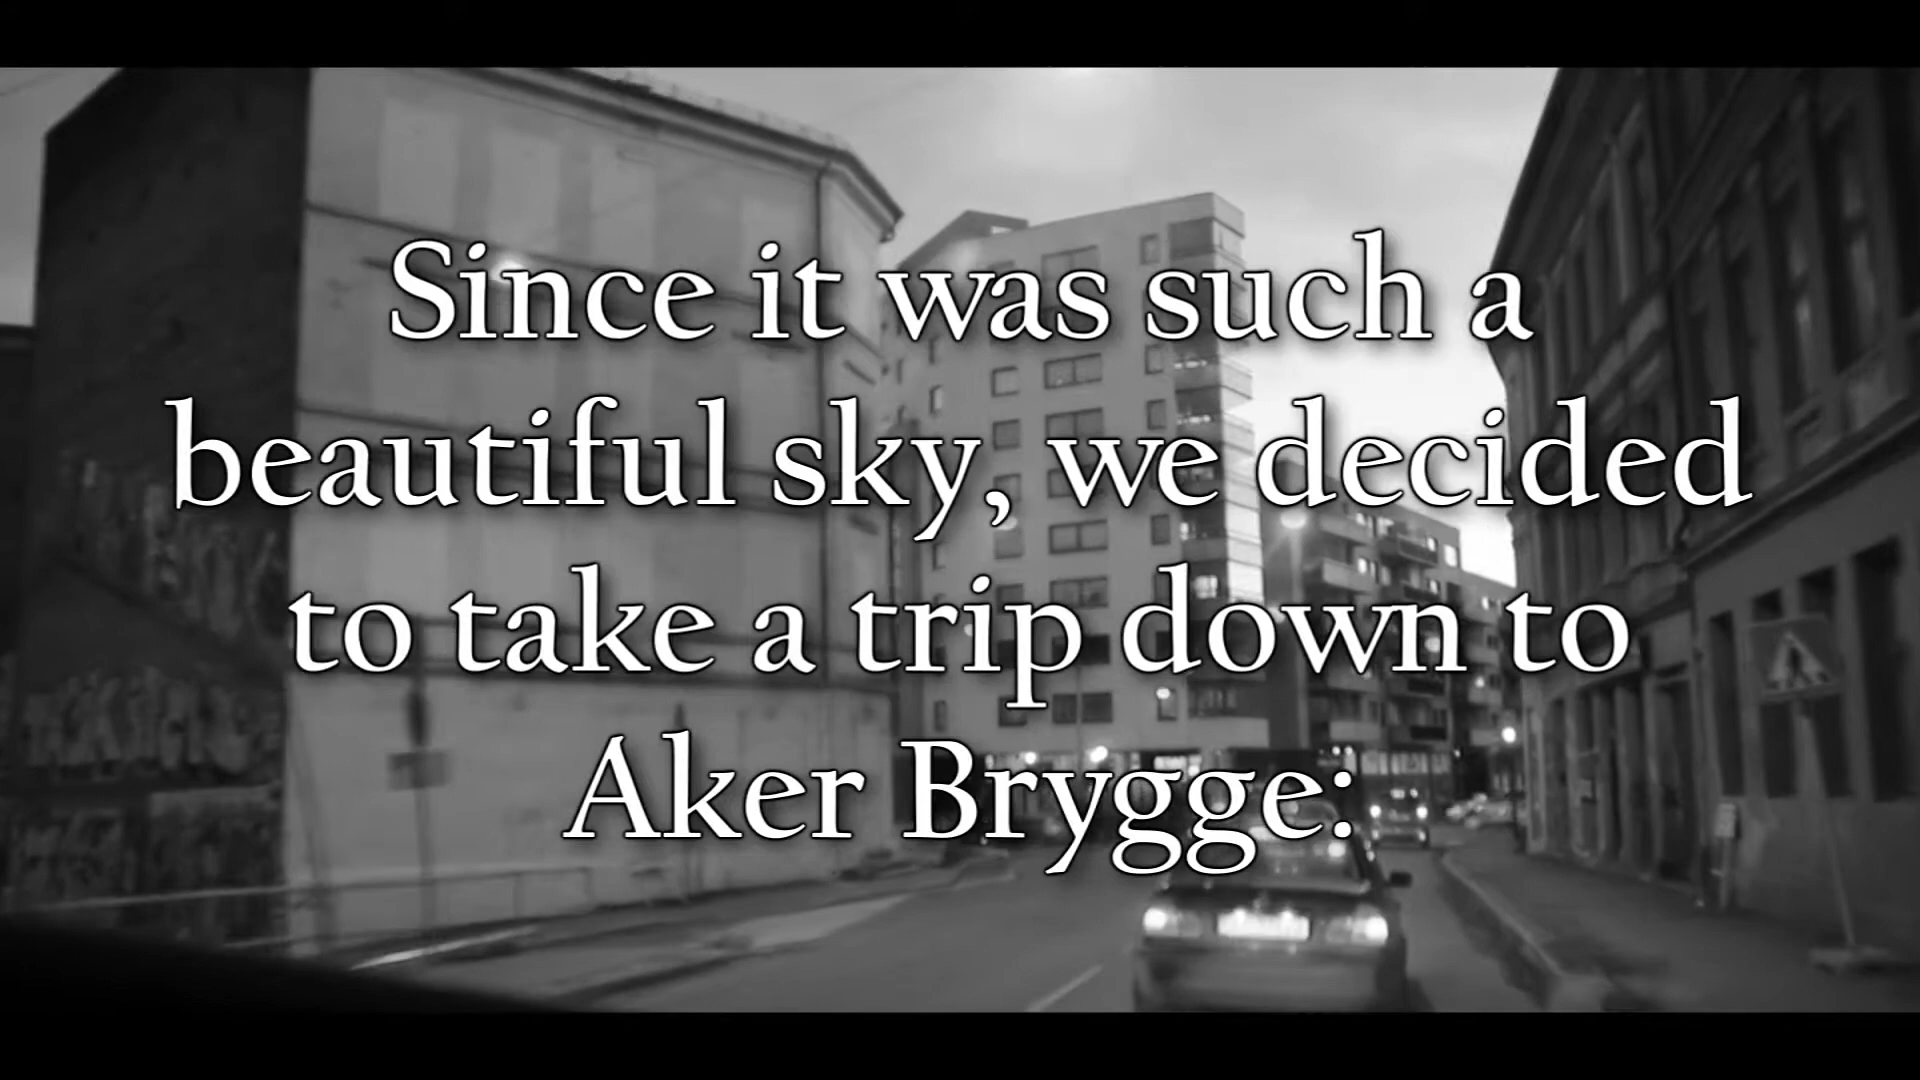 Since it was such a
beautiful sky, we decided
to take a trip down to
Aker Brygge: